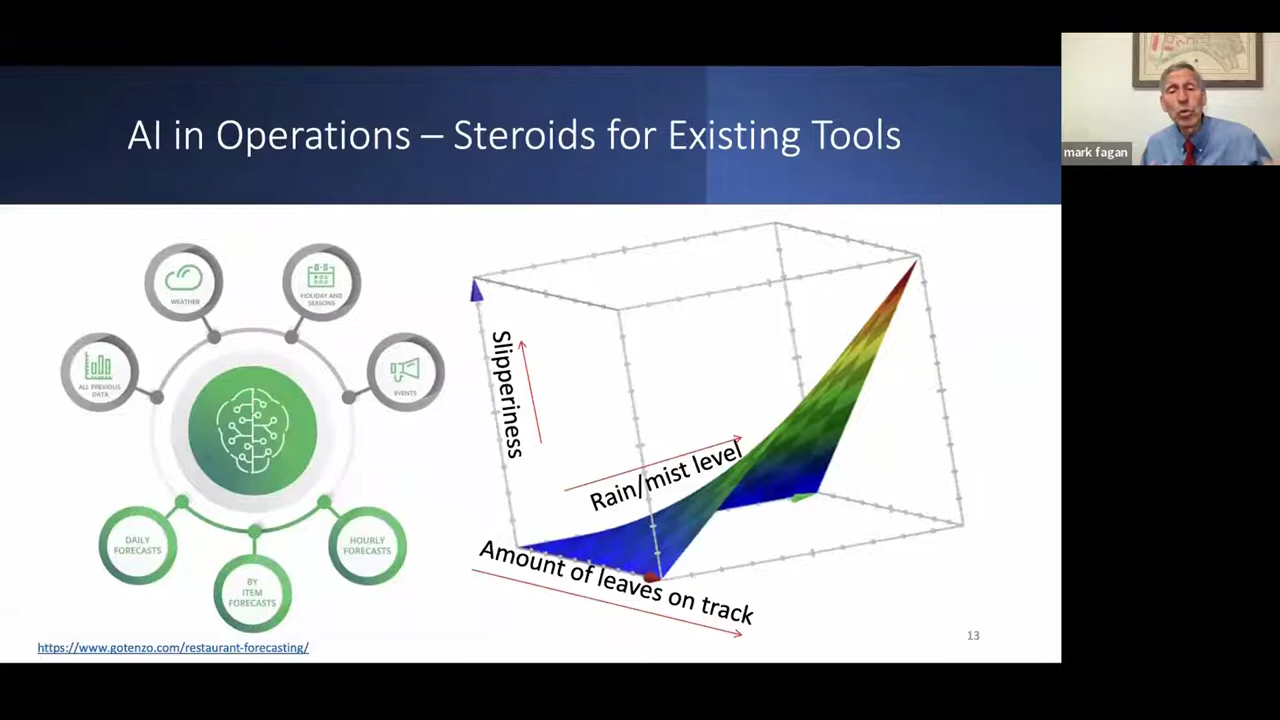 AI in Operations – Steroids for Existing Tools
mark fagan
WEATHER
HOLIDAY AND
SEASONS
ALL PREVIOUS
DATA
EVENTS
DAILY
FORECASTS
HOURLY
FORECASTS
BY
ITEM
FORECASTS
https://www.gotenzo.com/restaurant-forecasting/
Slipperiness
Rain/mist level
Amount of leaves on track
13